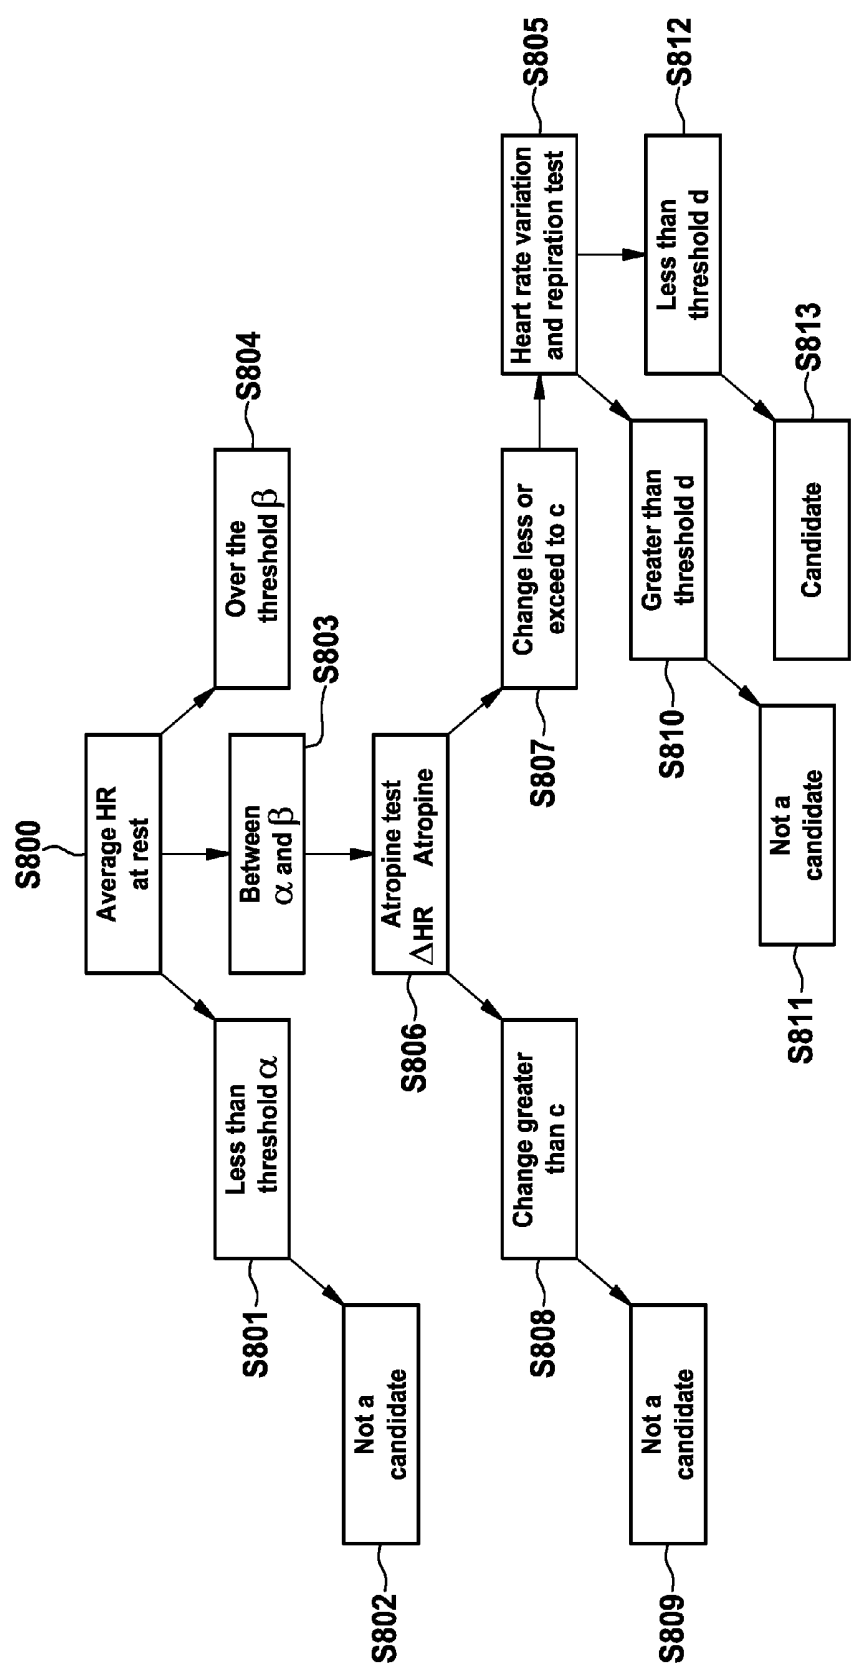 S800
Average HR
at rest
Less than
threshold α
S801
Between
α and β
S803
Over the
threshold β
S804
Not a
candidate
S802
Atropine test
△HR Atropine
S806
Change greater
than c
S808
Change less or
exceed to c
S807
Heart rate variation
and repiration test
S805
Not a
candidate
S809
Greater than
threshold d
S810
Less than
threshold d
S812
Not a
candidate
S811
Candidate
S813